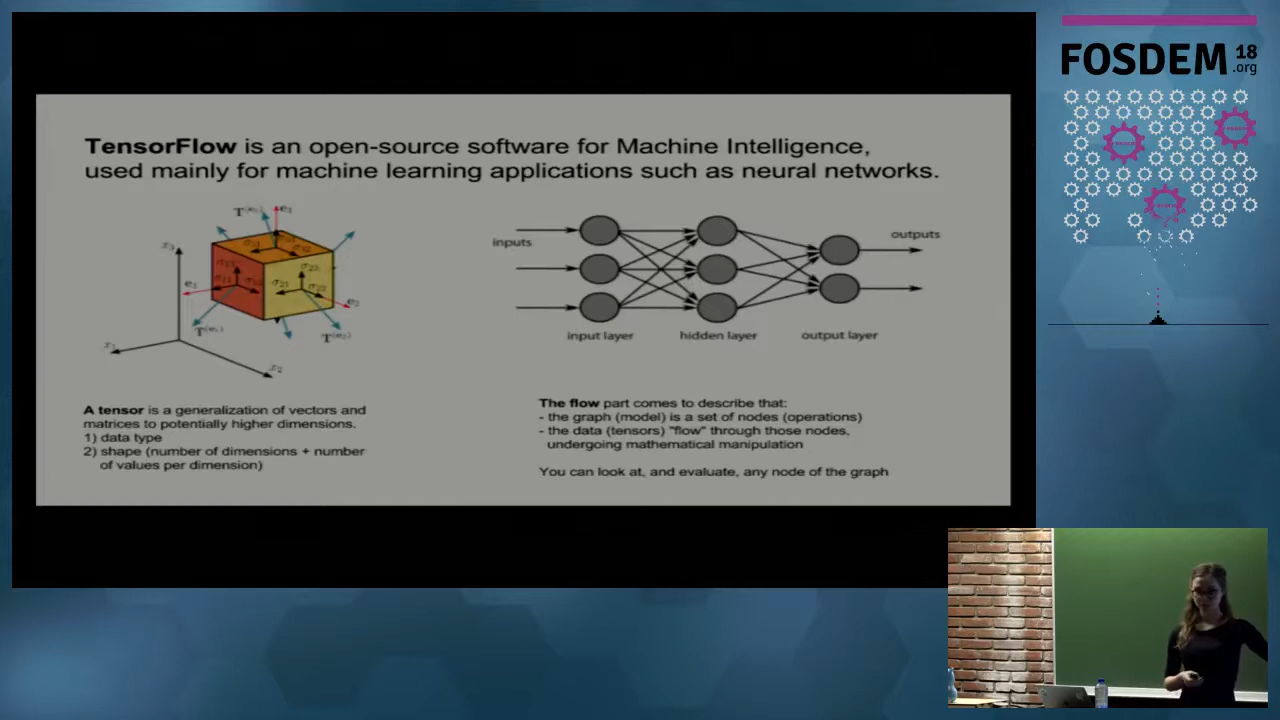 FOSDEM 18
.org
TensorFlow is an open-source software for Machine Intelligence,
used mainly for machine learning applications such as neural networks.
inputs
outputs
input layer
hidden layer
output layer
A tensor is a generalization of vectors and
matrices to potentially higher dimensions.
1) data type
2) shape (number of dimensions + number
of values per dimension)
The flow part comes to describe that:
- the graph (model) is a set of nodes (operations)
- the data (tensors) "flow" through those nodes,
undergoing mathematical manipulation
You can look at, and evaluate, any node of the graph